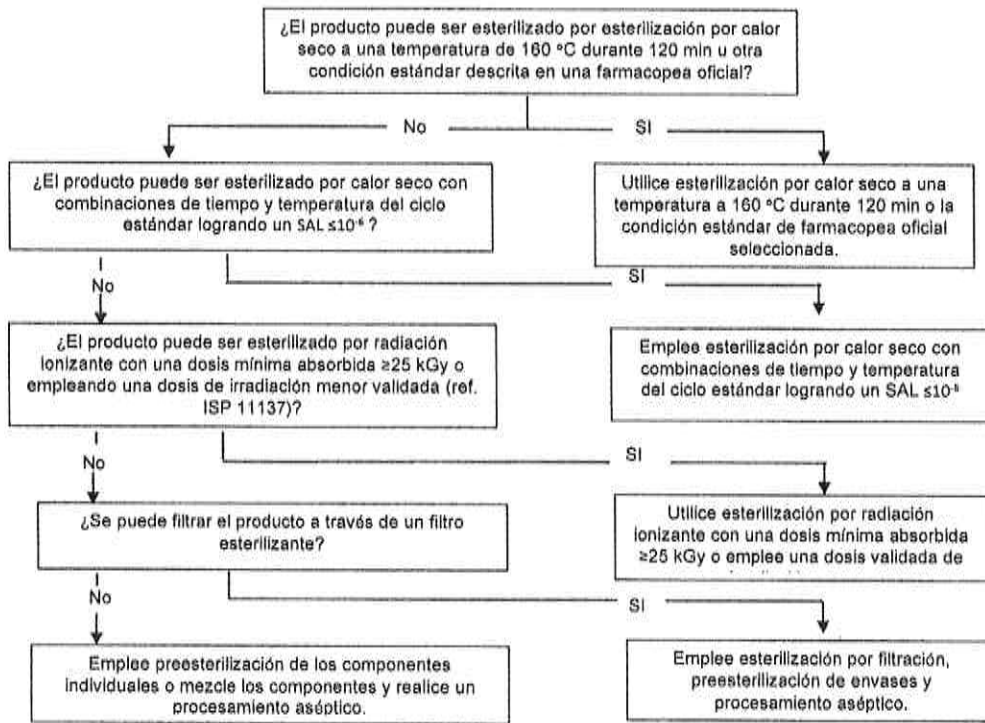 ¿El producto puede ser esterilizado por esterilización por calor
seco a una temperatura de 160 ºC durante 120 min u otra
condición estándar descrita en una farmacopea oficial?
No
SI
¿El producto puede ser esterilizado por calor seco con
combinaciones de tiempo y temperatura del ciclo
estándar logrando un SAL ≤10⁻⁶ ?
Utilice esterilización por calor seco a una
temperatura a 160 ºC durante 120 min o la
condición estándar de farmacopea oficial
seleccionada.
No
SI
¿El producto puede ser esterilizado por radiación
ionizante con una dosis mínima absorbida ≥25 kGy o
empleando una dosis de irradiación menor validada (ref.
ISP 11137)?
Emplee esterilización por calor seco con
combinaciones de tiempo y temperatura
del ciclo estándar logrando un SAL
No
SI
¿Se puede filtrar el producto a través de un filtro
esterilizante?
Utilice esterilización por radiación
ionizante con una dosis mínima absorbida
≥25 kGy o emplee una dosis validada de
No
SI
Emplee preesterilización de los componentes
individuales o mezcle los componentes y realice un
procesamiento aséptico.
Emplee esterilización por filtración,
preesterilización de envases y
procesamiento aséptico.